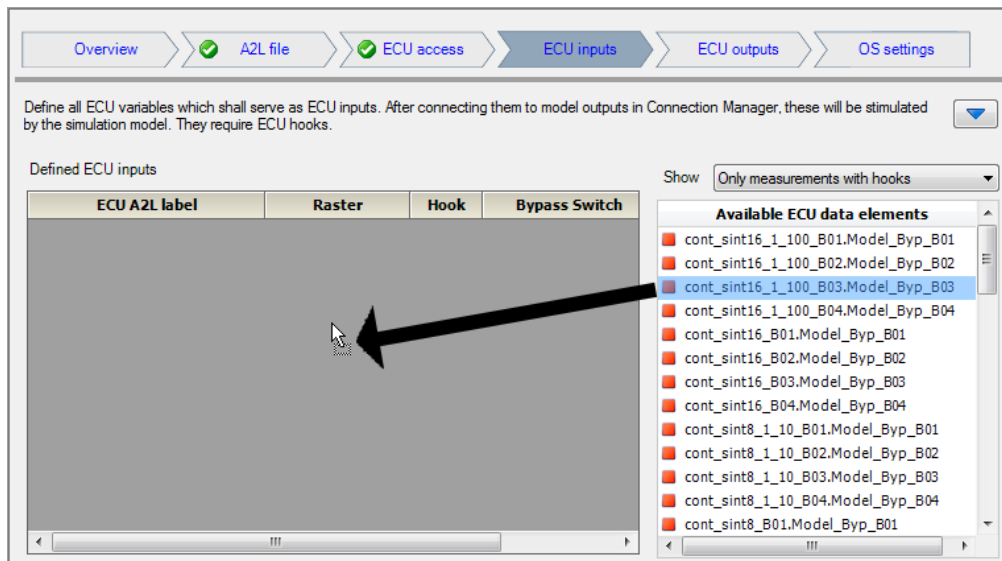 Overview
A2L file
ECU access
ECU inputs
ECU outputs
OS settings
Define all ECU variables which shall serve as ECU inputs. After connecting them to model outputs in Connection Manager, these will be stimulated
by the simulation model. They require ECU hooks.
Defined ECU inputs
ECU A2L label
Raster
Hook
Bypass Switch
Show
Only measurements with hooks
Available ECU data elements
cont_sint16_1_100_B01.Model_Byp_B01
cont_sint16_1_100_B02.Model_Byp_B02
cont_sint16_1_100_B03.Model_Byp_B03
cont_sint16_1_100_B04.Model_Byp_B04
cont_sint16_B01.Model_Byp_B01
cont_sint16_B02.Model_Byp_B02
cont_sint16_B03.Model_Byp_B03
cont_sint16_B04.Model_Byp_B04
cont_sint8_1_10_B01.Model_Byp_B01
cont_sint8_1_10_B02.Model_Byp_B02
cont_sint8_1_10_B03.Model_Byp_B03
cont_sint8_1_10_B04.Model_Byp_B04
cont_sint8_B01.Model_Byp_B01